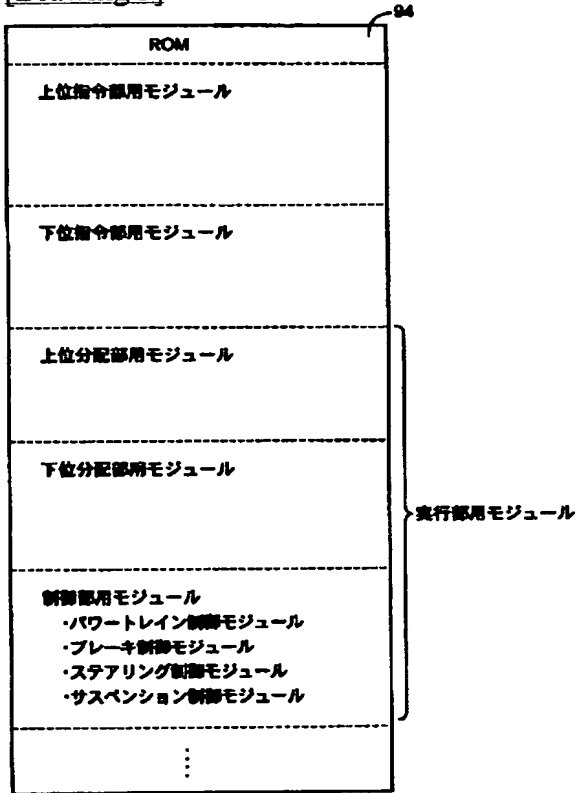 94
ROM
上位指令部用モジュール
下位指令部用モジュール
上位分配部用モジュール
下位分配部用モジュール
実行部用モジュール
制御部用モジュール
・パワートレイン制御モジュール
・ブレーキ制御モジュール
・ステアリング制御モジュール
・サスペンション制御モジュール